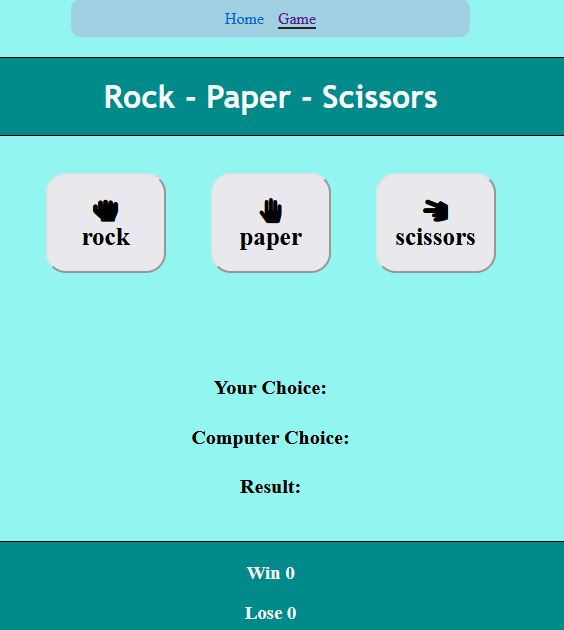 Home Game
Rock - Paper - Scissors
rock paper scissors
Your Choice:
Computer Choice:
Result:
Win 0
Lose 0